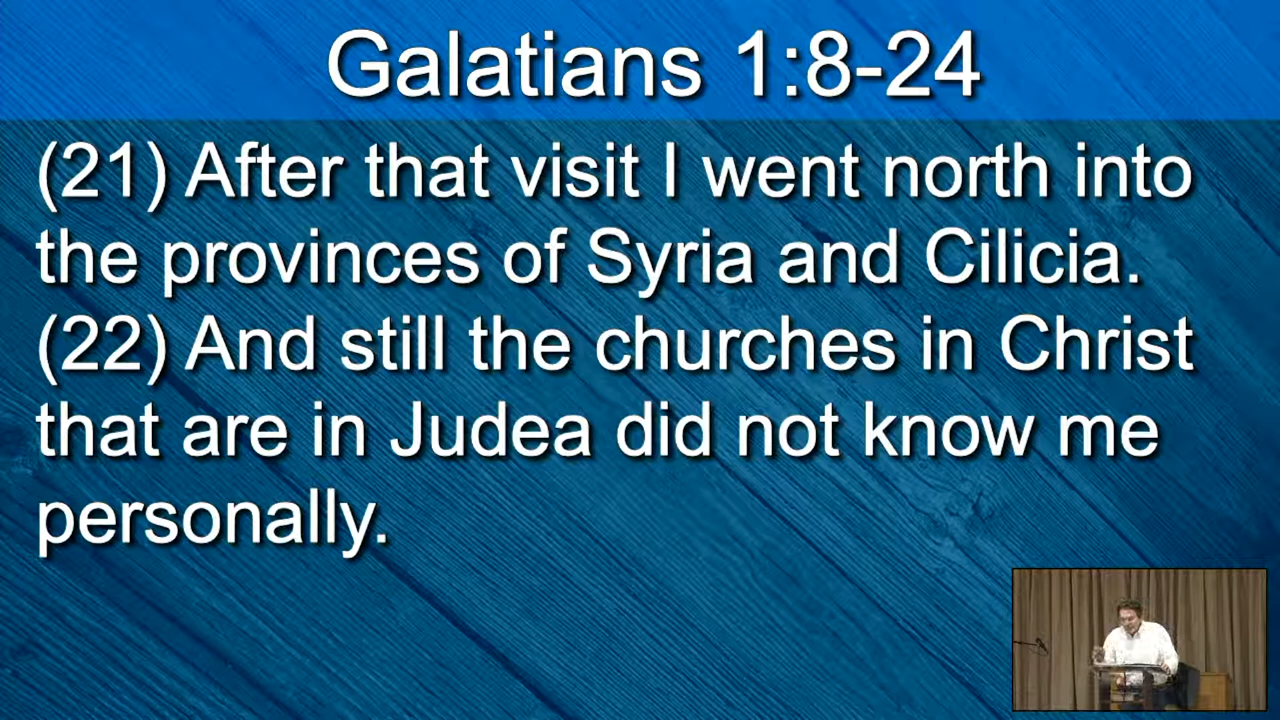 Galatians 1:8-24
(21) After that visit I went north into
the provinces of Syria and Cilicia.
(22) And still the churches in Christ
that are in Judea did not know me
personally.